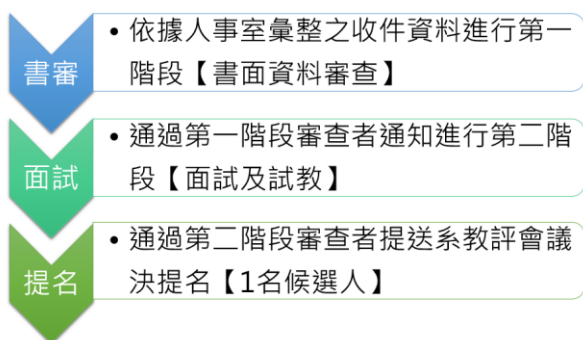 書審
• 依據人事室彙整之收件資料進行第一
階段【書面資料審查】
面試
• 通過第一階段審查者通知進行第二階
段【面試及試教】
提名
• 通過第二階段審查者提送系教評會議
決提名【1名候選人】